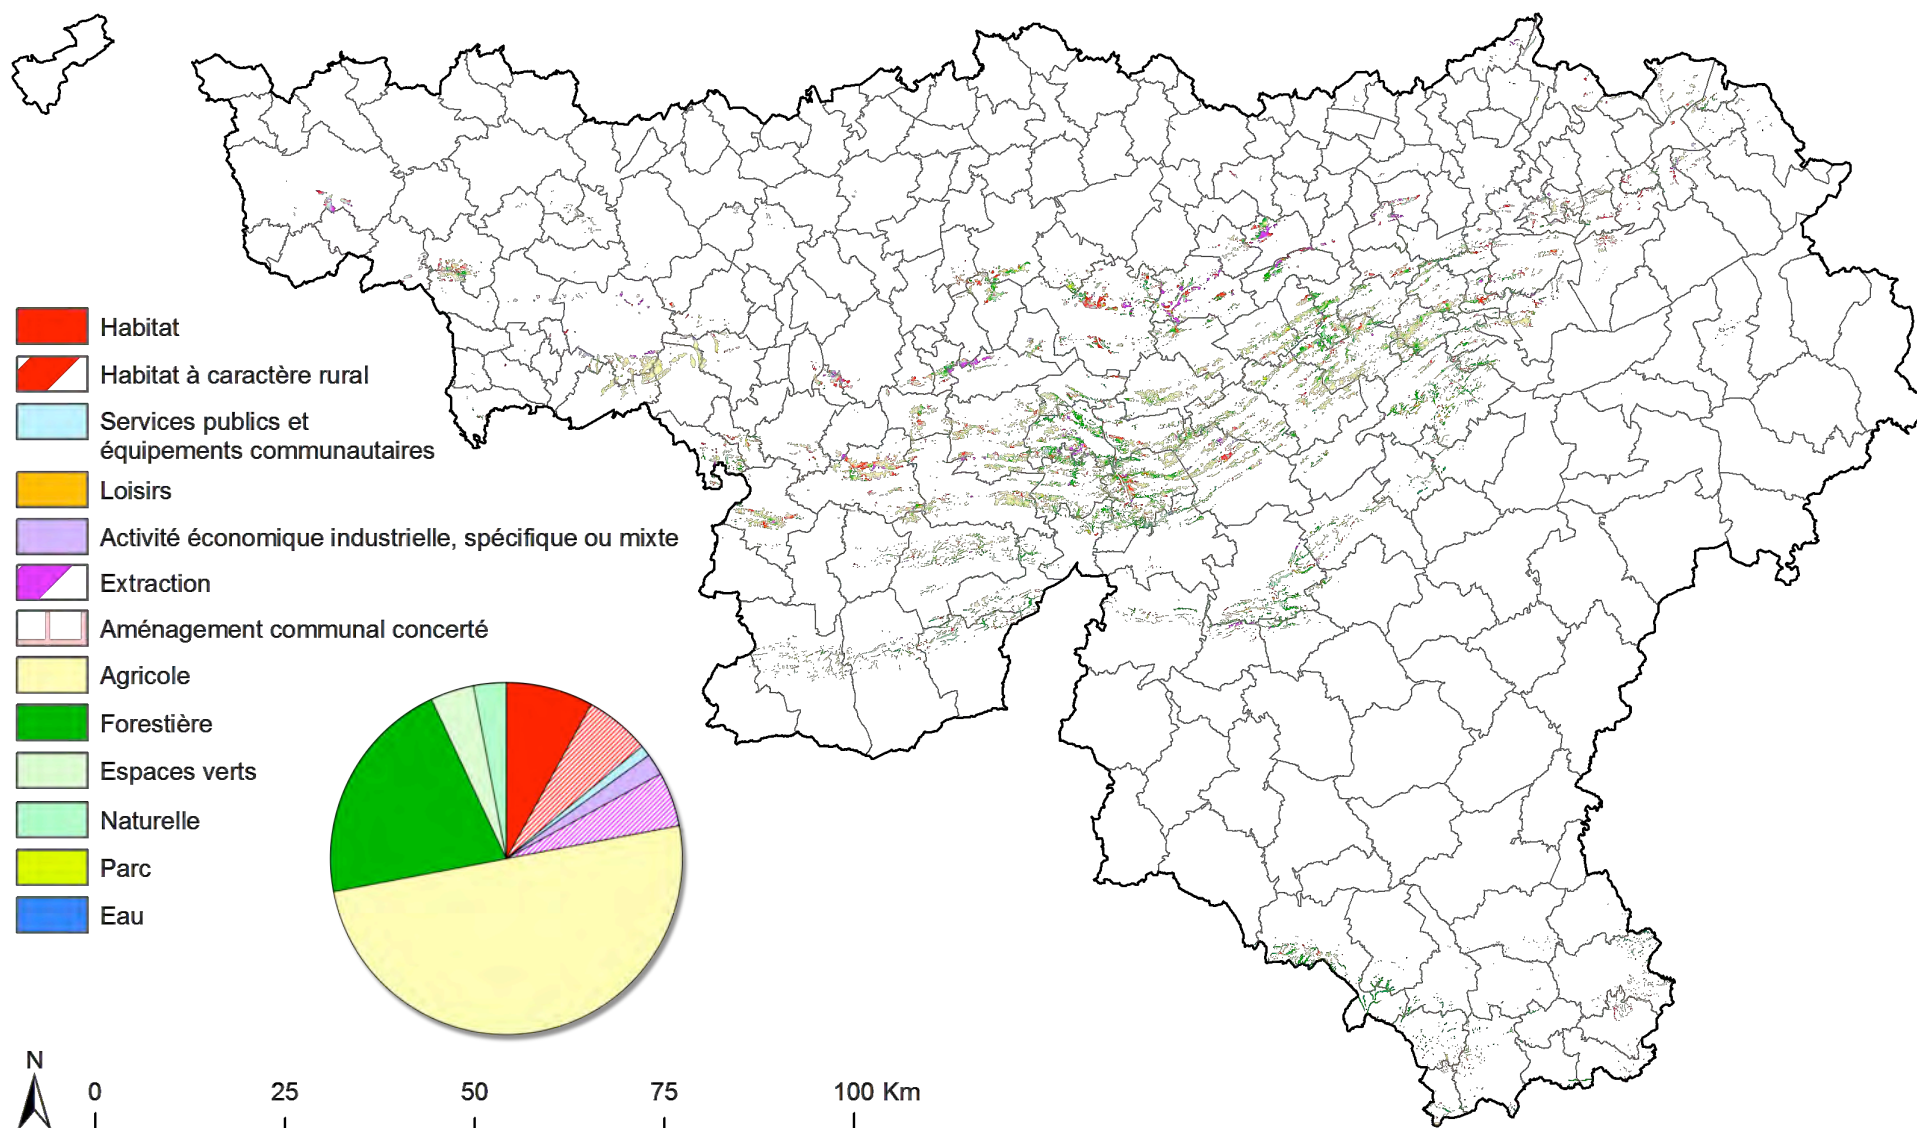 Habitat
Habitat à caractère rural
Services publics et
équipements communautaires
Loisirs
Activité économique industrielle, spécifique ou mixte
Extraction
Aménagement communal concerté
Agricole
Forestière
Espaces verts
Naturelle
Parc
Eau
N
0 25 50 75 100 Km